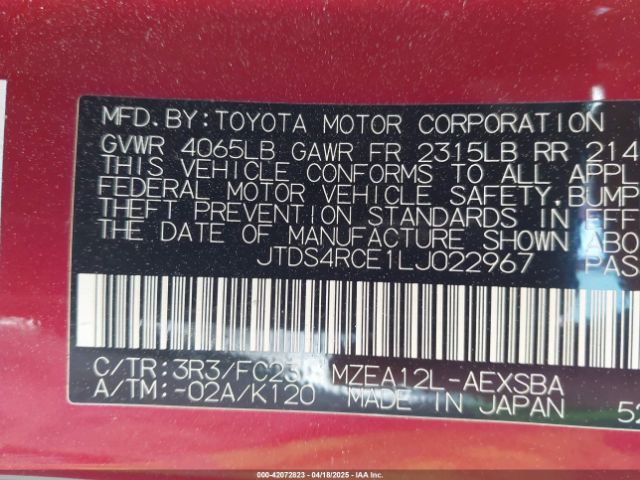 MFD. BY: TOYOTA MOTOR CORPORATION
GVWR 4065LB GAWR FR 2315LB RR 214
THIS VEHICLE CONFORMS TO ALL APPL
FEDERAL MOTOR VEHICLE SAFETY, BUMP
THEFT PREVENTION STANDARDS IN EFF
THE DATE OF MANUFACTURE SHOWN ABO
JTDS4RCE1LJ022967 PAS
C/TR: 3R3/FC23 MZEA12L-AEXSBA
A/TM: -02A/K120 MADE IN JAPAN 52
000-42072823 | 04/18/2025 | IAA Inc.